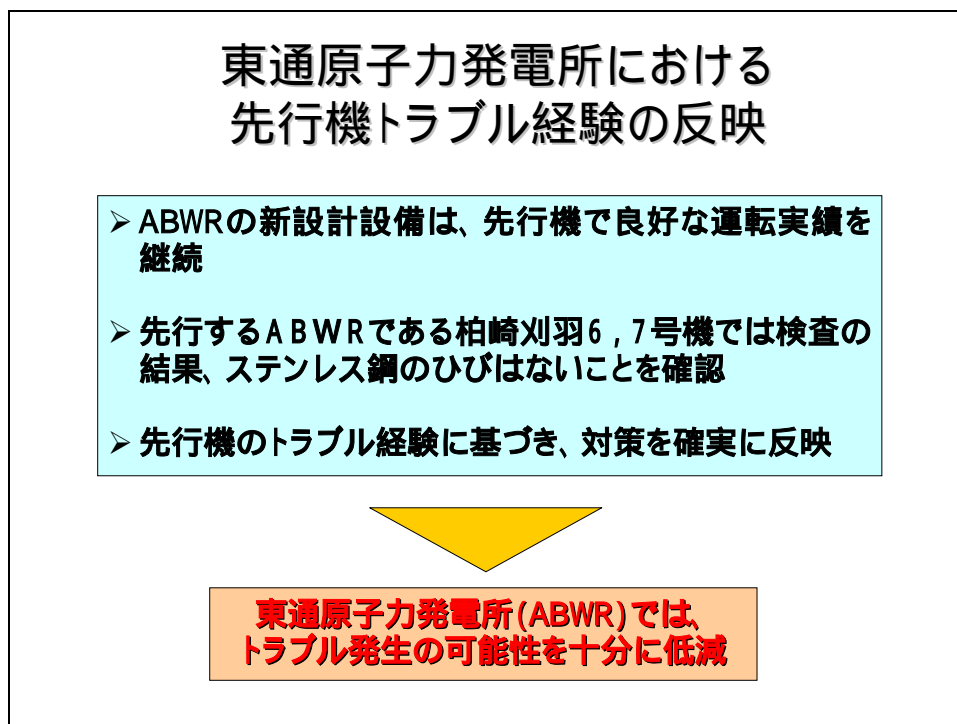 東通原子力発電所における
先行機トラブル経験の反映
➢ ABWRの新設計設備は、先行機で良好な運転実績を
継続
➢ 先行するABWRである柏崎刈羽6，7号機では検査の
結果、ステンレス鋼のひびはないことを確認
➢ 先行機のトラブル経験に基づき、対策を確実に反映
東通原子力発電所(ABWR)では、
トラブル発生の可能性を十分に低減